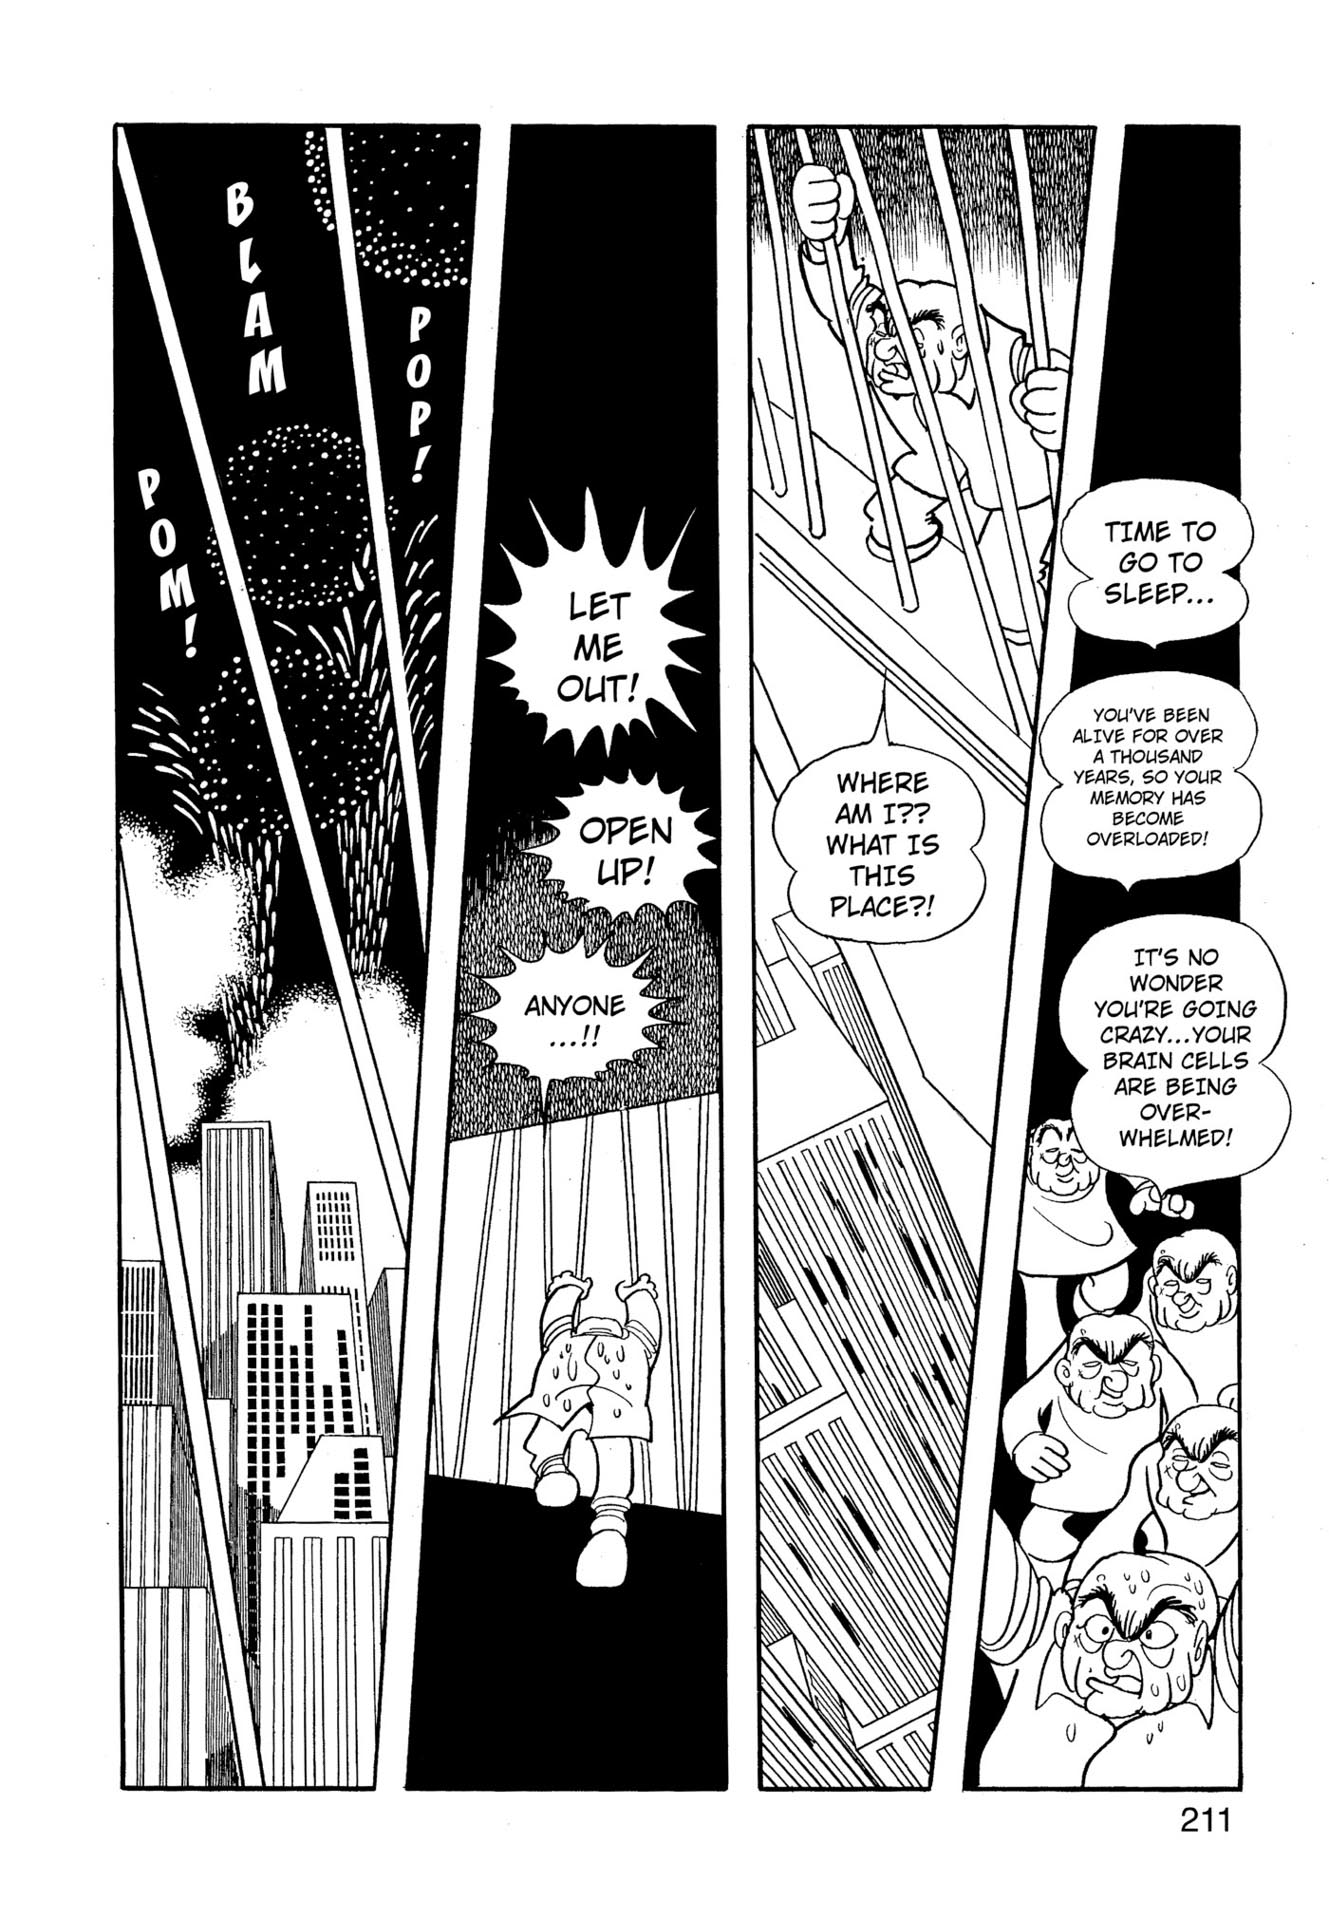 TIME TO
GO TO
SLEEP...
YOU'VE BEEN
ALIVE FOR OVER
A THOUSAND
YEARS, SO YOUR
MEMORY HAS
BECOME
OVERLOADED!
IT'S NO
WONDER
YOU'RE GOING
CRAZY...YOUR
BRAIN CELLS
ARE BEING
OVER-
WHELMED!
WHERE
AM I??
WHAT IS
THIS
PLACE?!
LET
ME
OUT!
OPEN
UP!
ANYONE
...!!
POP!
BLAM
POM!
211